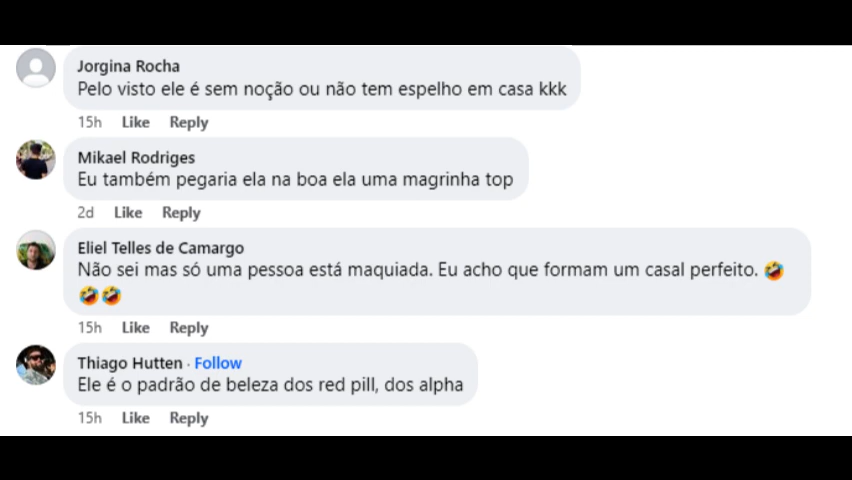 Jorgina Rocha
Pelo visto ele é sem noção ou não tem espelho em casa kkk
15h Like Reply
Mikael Rodriges
Eu também pegaria ela na boa ela uma magrinha top
2d Like Reply
Eliel Telles de Camargo
Não sei mas só uma pessoa está maquiada. Eu acho que formam um casal perfeito. 🤣
🤣🤣
15h Like Reply
Thiago Hutten · Follow
Ele é o padrão de beleza dos red pill, dos alpha
15h Like Reply